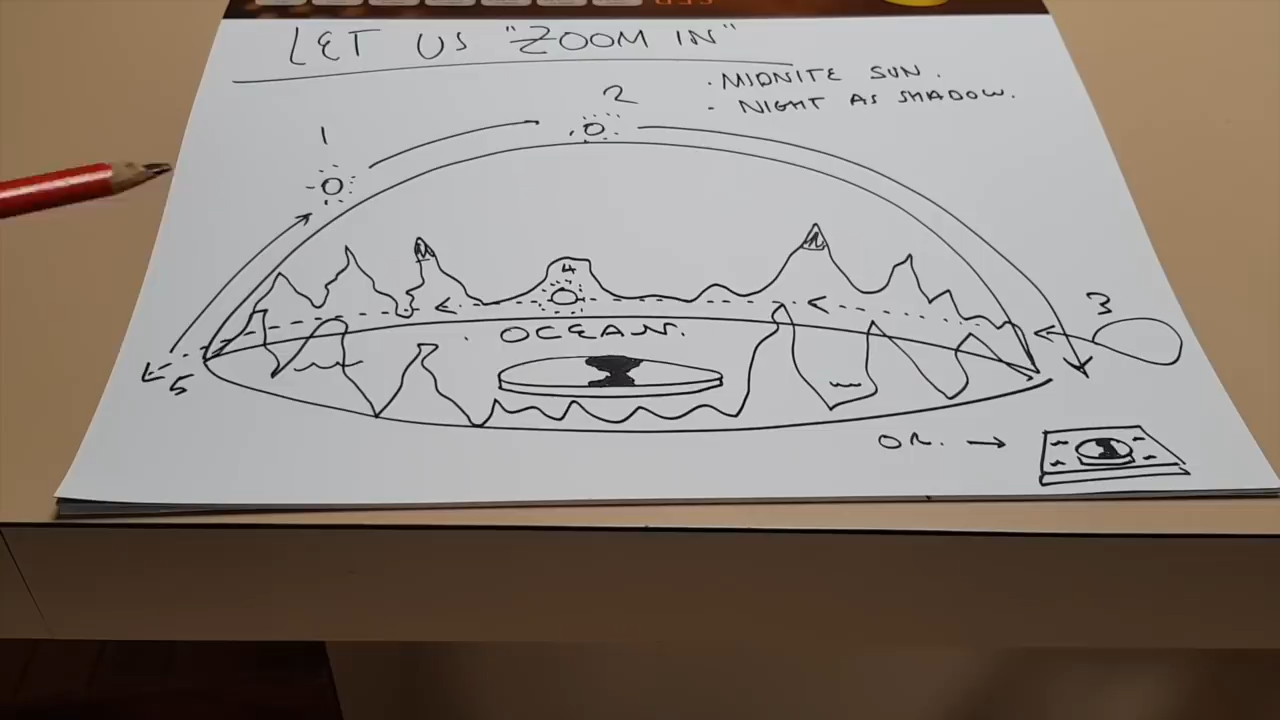 LET US "ZOOM IN"
· MIDNITE SUN.
- NIGHT AS SHADOW.
1
2
3
4
OCEAN.
5
OR. →